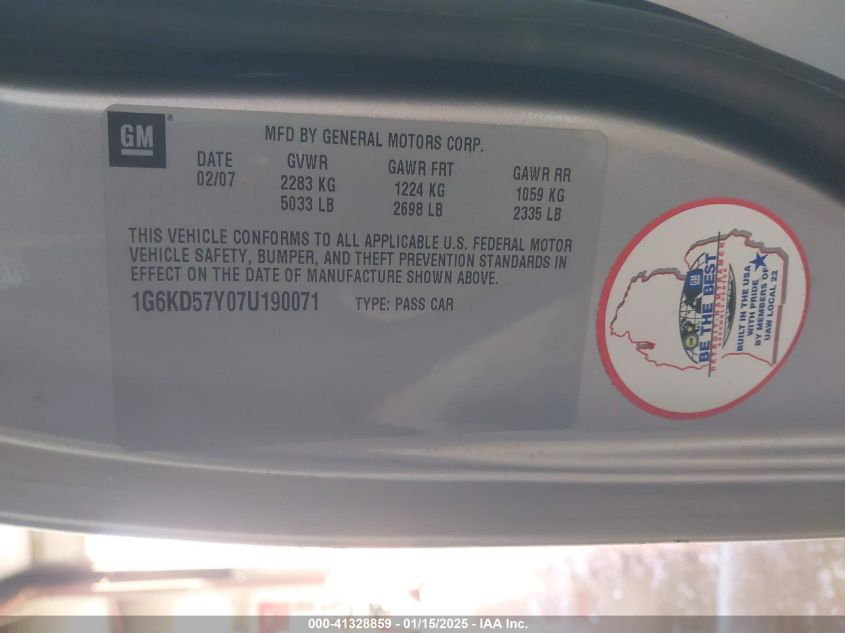 GM
MFD BY GENERAL MOTORS CORP.
DATE GVWR GAWR FRT GAWR RR
02/07 2283 KG 1224 KG 1059 KG
5033 LB 2698 LB 2335 LB
THIS VEHICLE CONFORMS TO ALL APPLICABLE U.S. FEDERAL MOTOR
VEHICLE SAFETY, BUMPER, AND THEFT PREVENTION STANDARDS IN
EFFECT ON THE DATE OF MANUFACTURE SHOWN ABOVE.
1G6KD57Y07U190071 TYPE: PASS CAR
GM
BE THE BEST
DETROIT-HAMTRAMCK
BUILT IN THE USA
WITH PRIDE
BY MEMBERS OF
UAW LOCAL 22
000-41328859 - 01/15/2025 - IAA Inc.